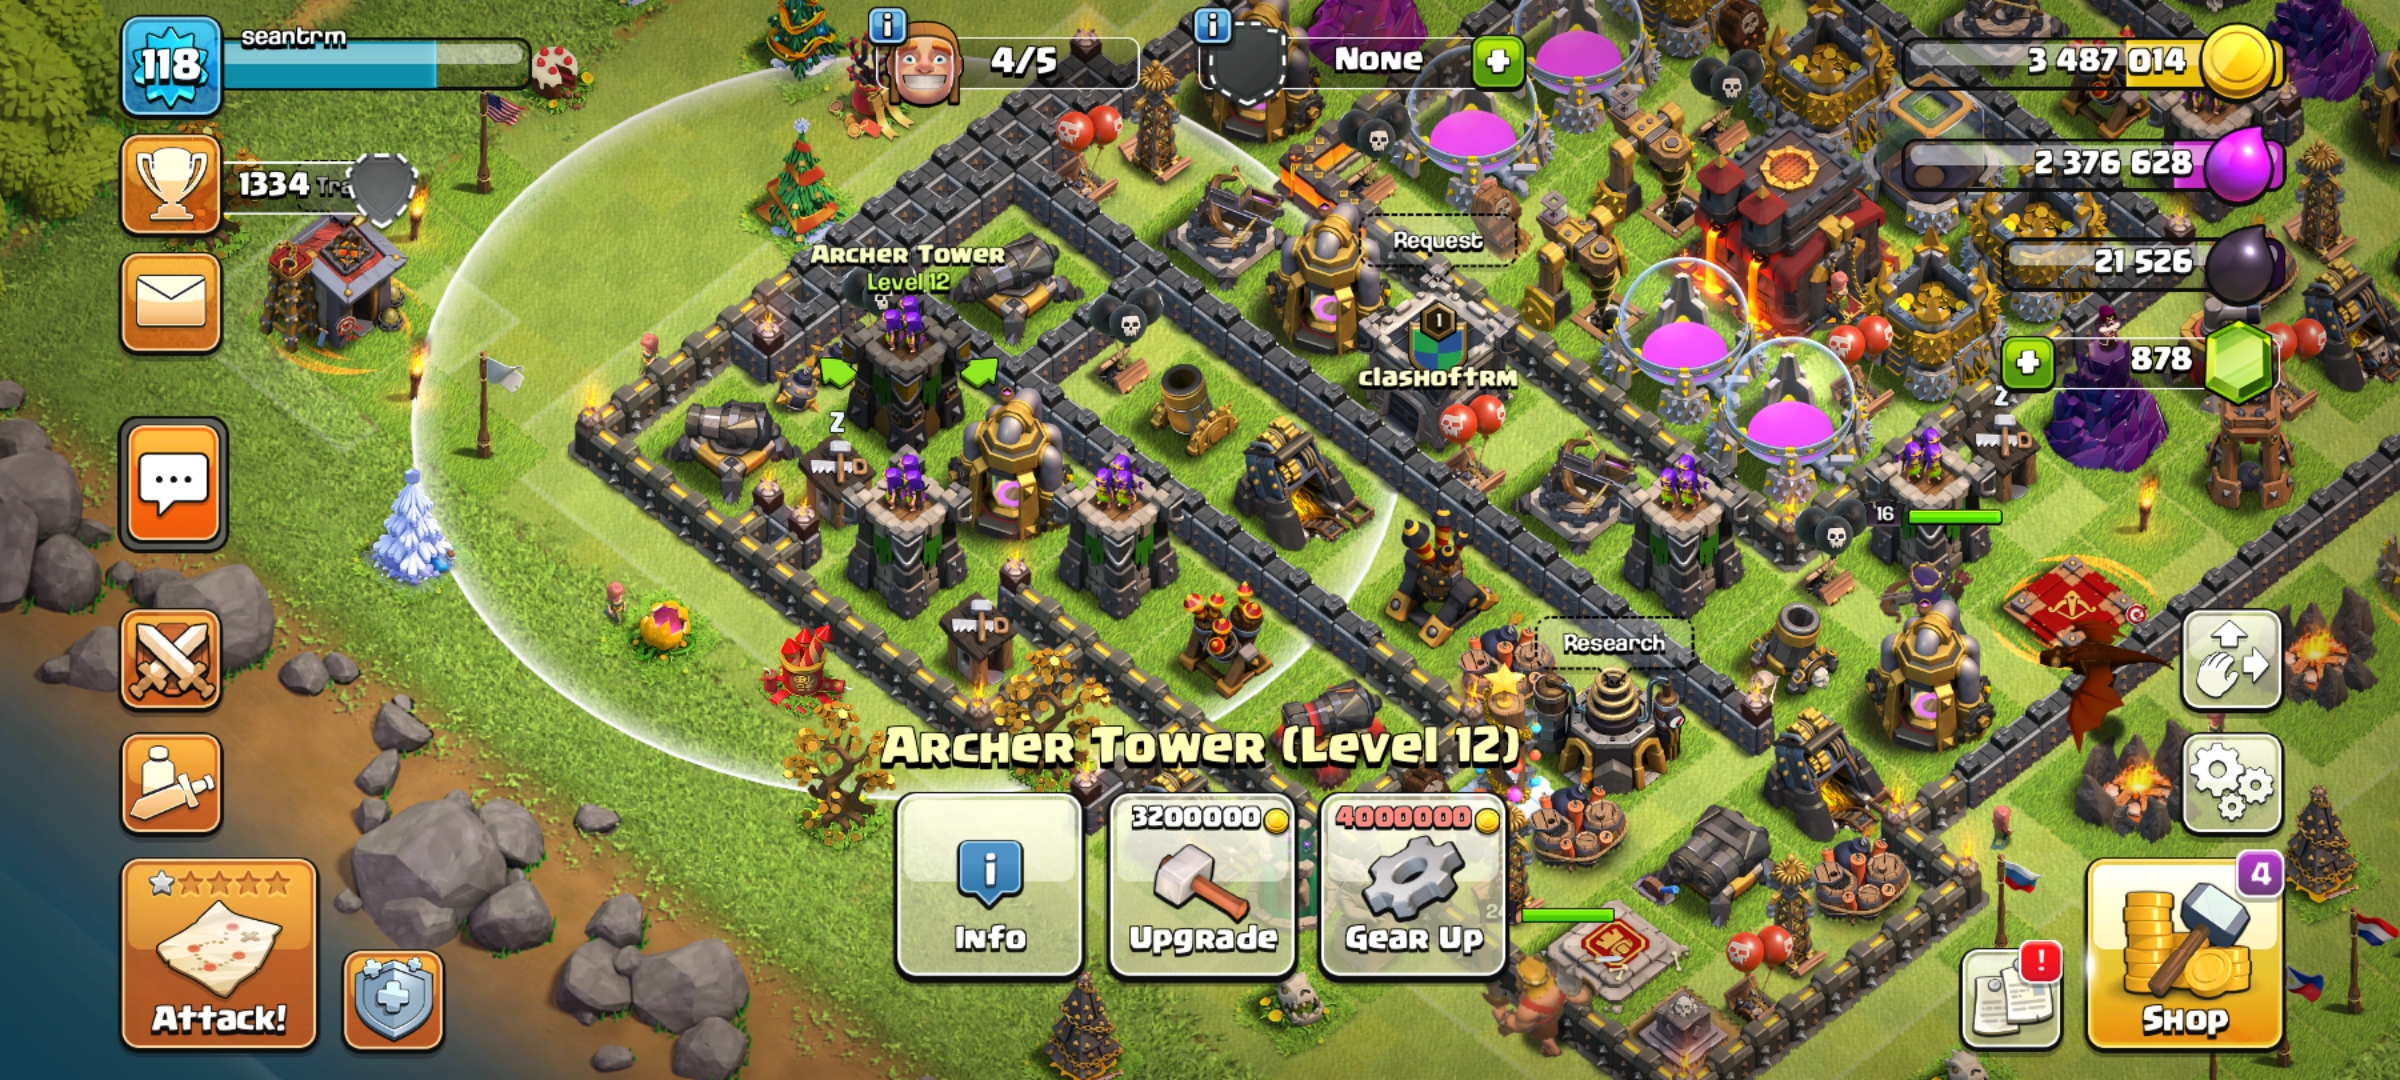 118
seantrm
4/5
None
3 487 014
1334
2 376 628
Request
21 526
Archer Tower
Level 12
1
clashoftRM
878
Z
Z
16
Research
Archer Tower (Level 12)
3200000
4000000
Info
Upgrade
Gear Up
4
Attack!
Shop